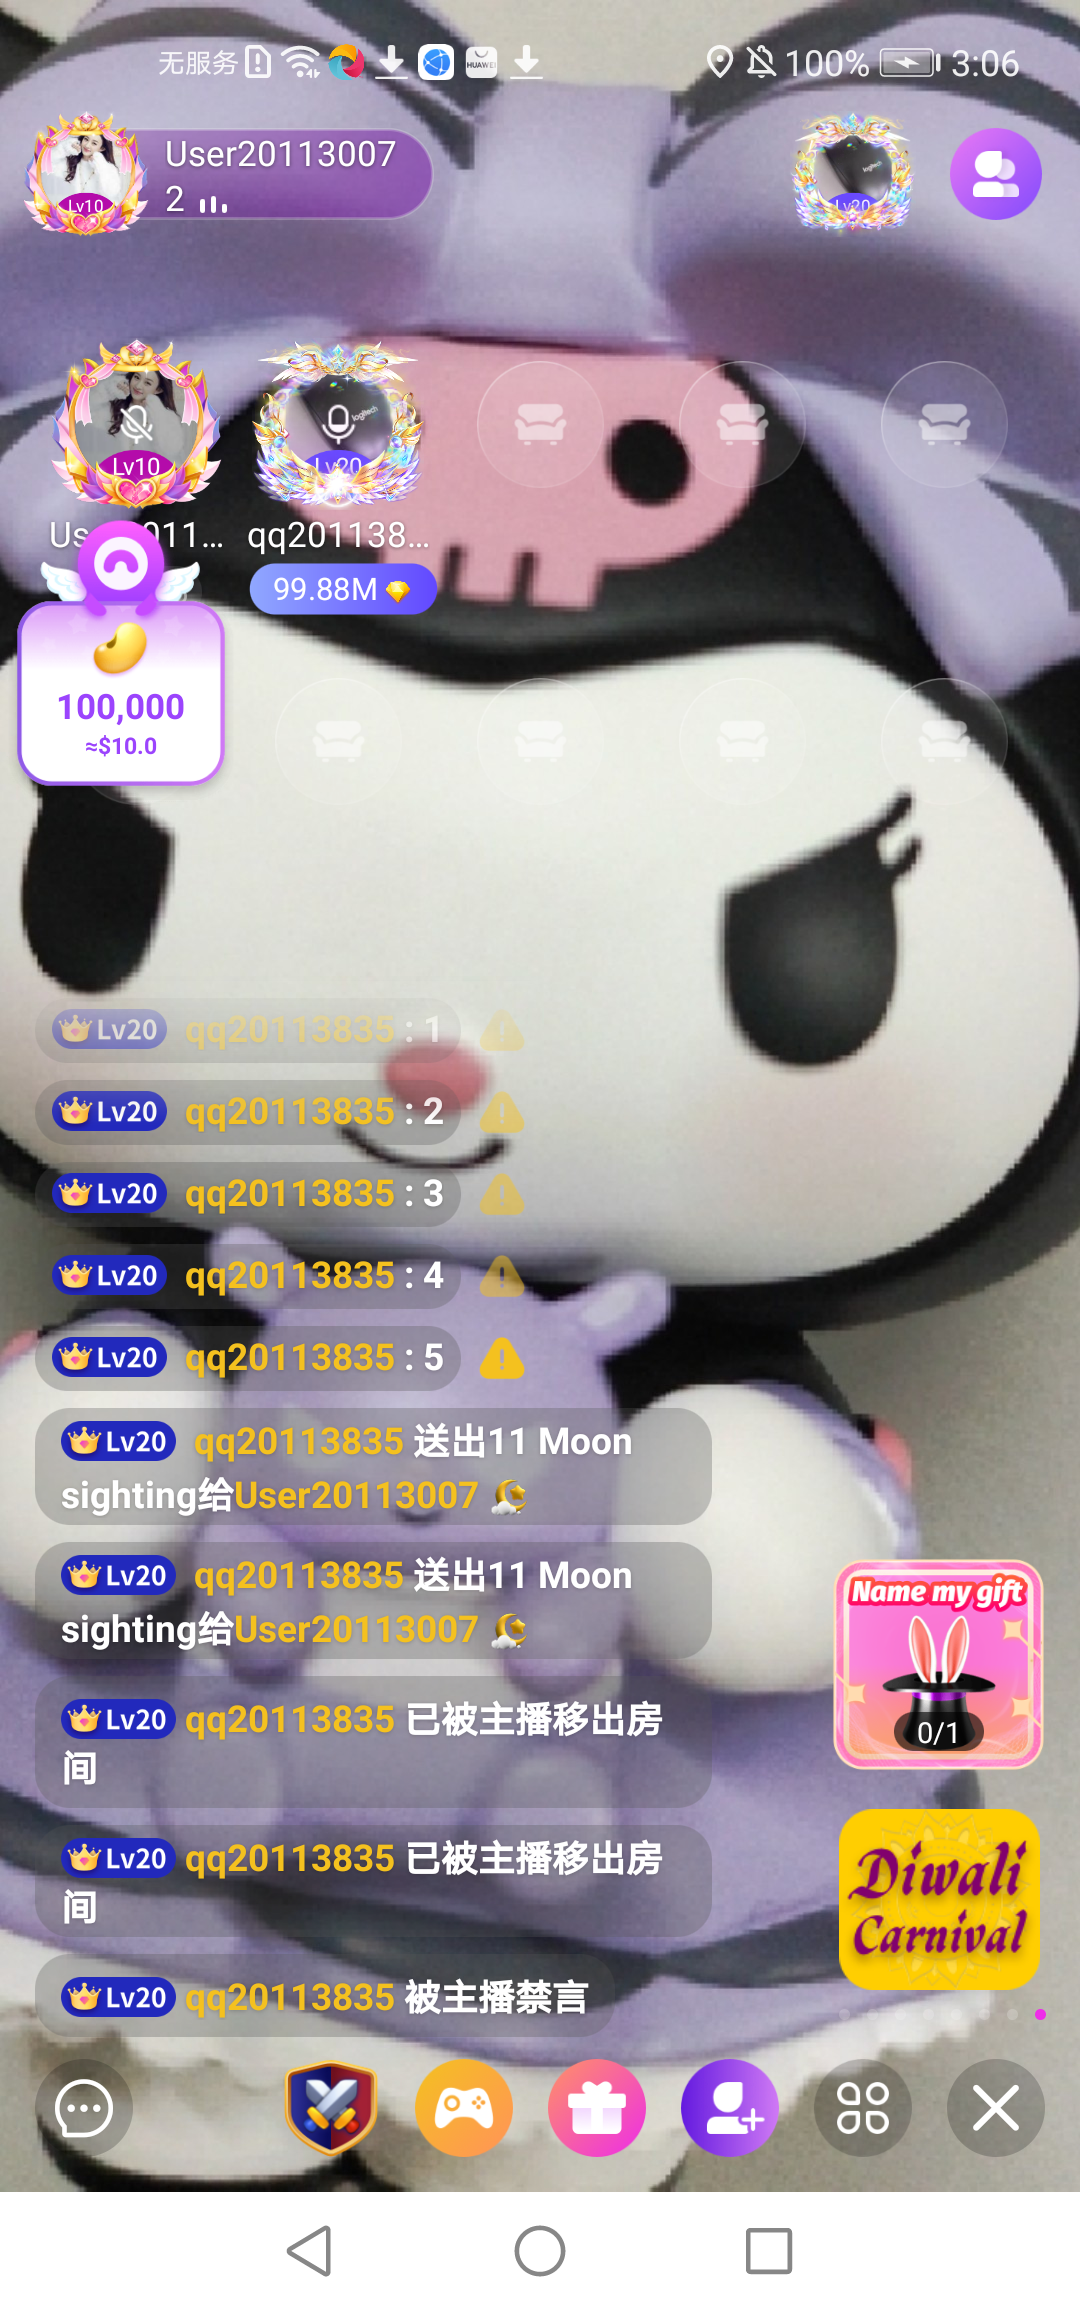 无服务 100% 3:06
HUAWEI
User20113007
2
Lv10
Lv20
logitech
Lv10
Lv20
qq201138...
99.88M
100,000
≈$10.0
Lv20 qq20113835 : 1
Lv20 qq20113835 : 2
Lv20 qq20113835 : 3
Lv20 qq20113835 : 4
Lv20 qq20113835 : 5
Lv20 qq20113835 送出11 Moon
sighting给User20113007
Lv20 qq20113835 送出11 Moon
sighting给User20113007
Name my gift
0/1
Lv20 qq20113835 已被主播移出房
间
Lv20 qq20113835 已被主播移出房
间
Diwali
Carnival
Lv20 qq20113835 被主播禁言